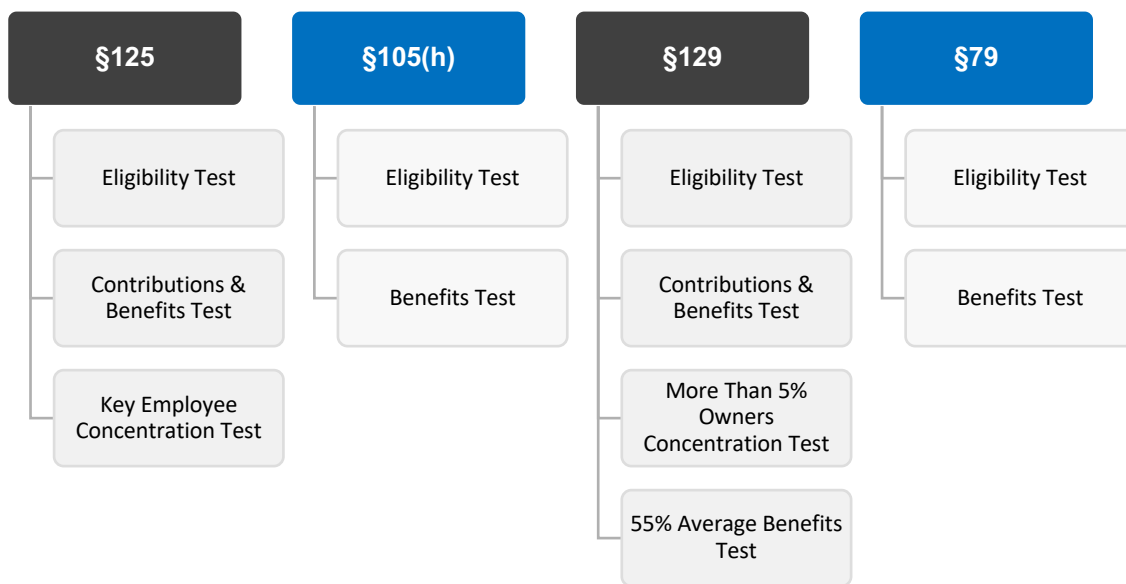 §125
Eligibility Test
Contributions &
Benefits Test
Key Employee
Concentration Test
§105(h)
Eligibility Test
Benefits Test
§129
Eligibility Test
Contributions &
Benefits Test
More Than 5%
Owners
Concentration Test
55% Average Benefits
Test
§79
Eligibility Test
Benefits Test